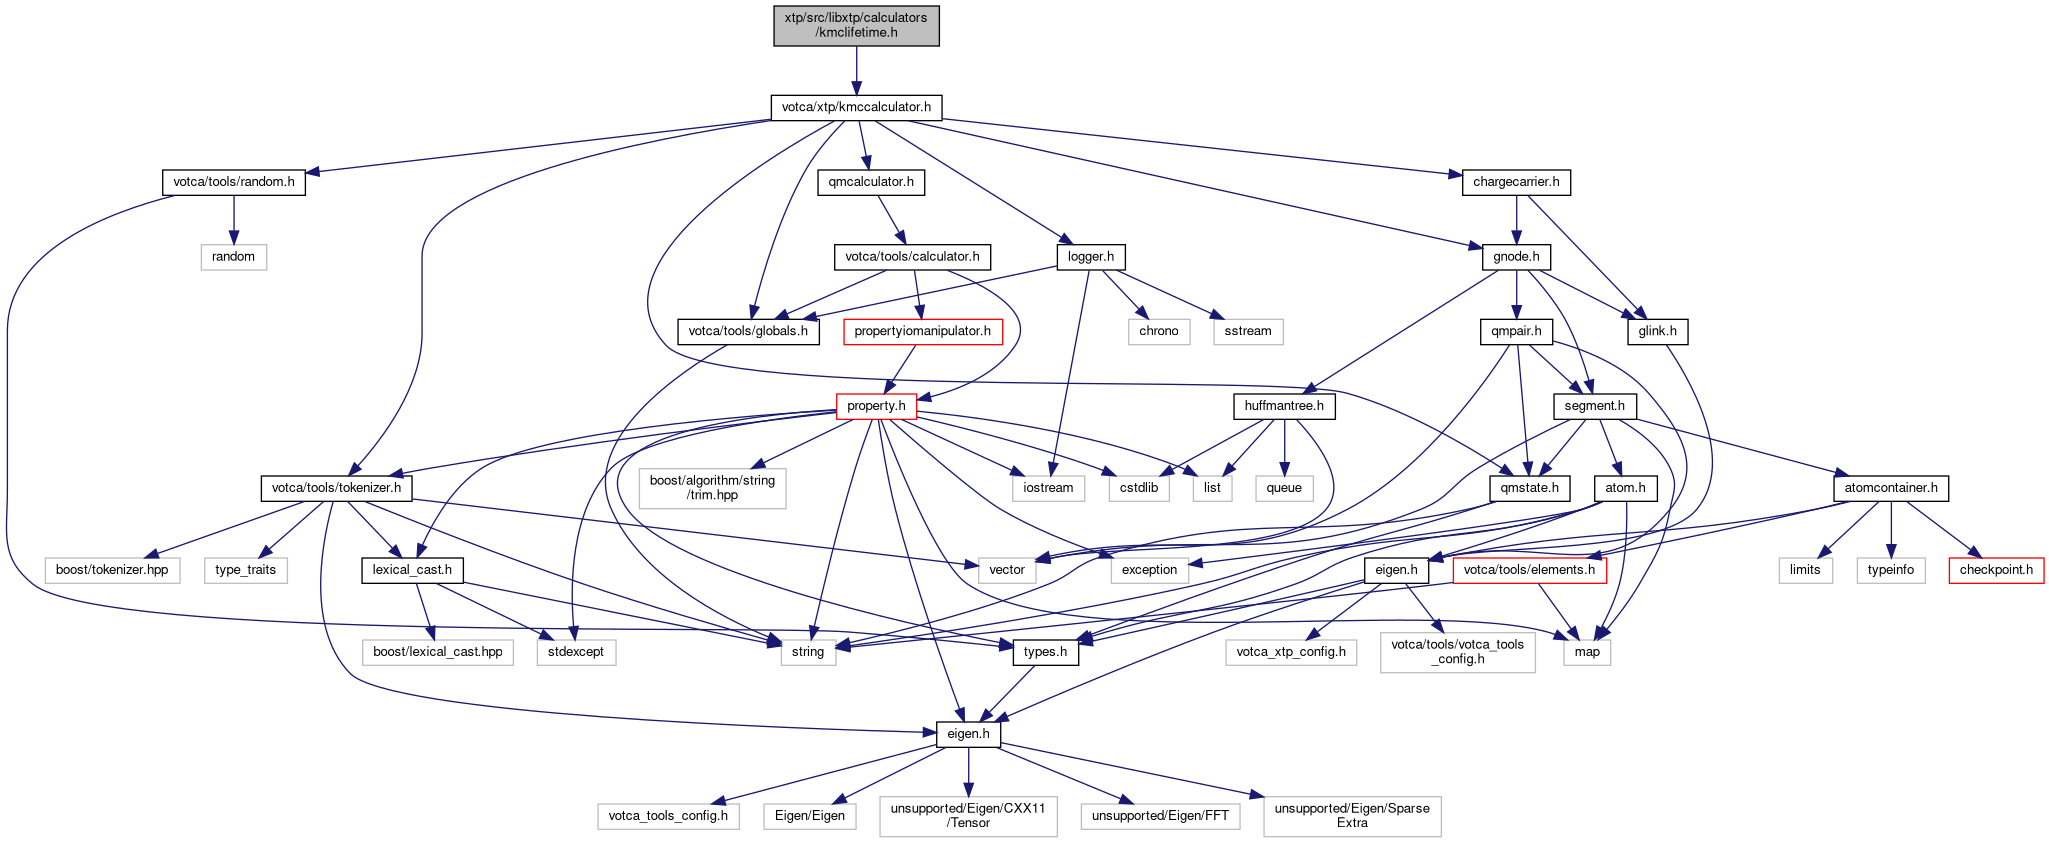 xtp/src/libxtp/calculators
/kmclifetime.h
votca/xtp/kmccalculator.h
votca/tools/random.h
qmcalculator.h
chargecarrier.h
random
votca/tools/calculator.h
logger.h
gnode.h
votca/tools/globals.h
propertyiomanipulator.h
chrono
sstream
qmpair.h
glink.h
property.h
huffmantree.h
segment.h
votca/tools/tokenizer.h
boost/algorithm/string
/trim.hpp
iostream
cstdlib
list
queue
qmstate.h
atom.h
atomcontainer.h
boost/tokenizer.hpp
type_traits
lexical_cast.h
vector
exception
eigen.h
votca/tools/elements.h
limits
typeinfo
checkpoint.h
boost/lexical_cast.hpp
stdexcept
string
types.h
votca_xtp_config.h
votca/tools/votca_tools
_config.h
map
eigen.h
votca_tools_config.h
Eigen/Eigen
unsupported/Eigen/CXX11
/Tensor
unsupported/Eigen/FFT
unsupported/Eigen/Sparse
Extra